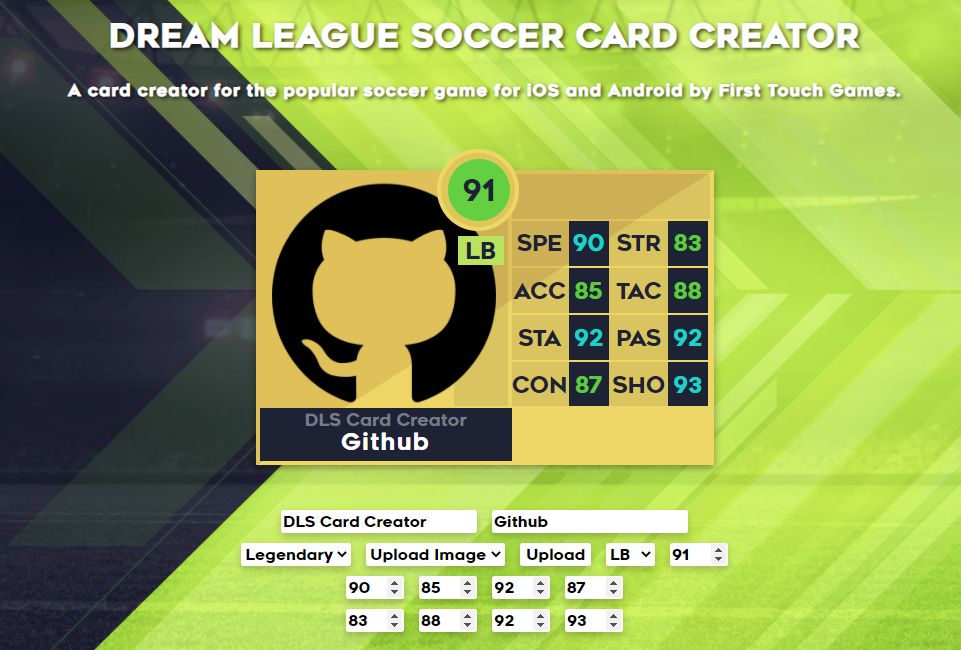 DREAM LEAGUE SOCCER CARD CREATOR
A card creator for the popular soccer game for iOS and Android by First Touch Games.
91
LB
SPE 90 STR 83
ACC 85 TAC 88
STA 92 PAS 92
CON 87 SHO 93
DLS Card Creator
Github
DLS Card Creator Github
Legendary Upload Image Upload LB 91
90 85 92 87
83 88 92 93